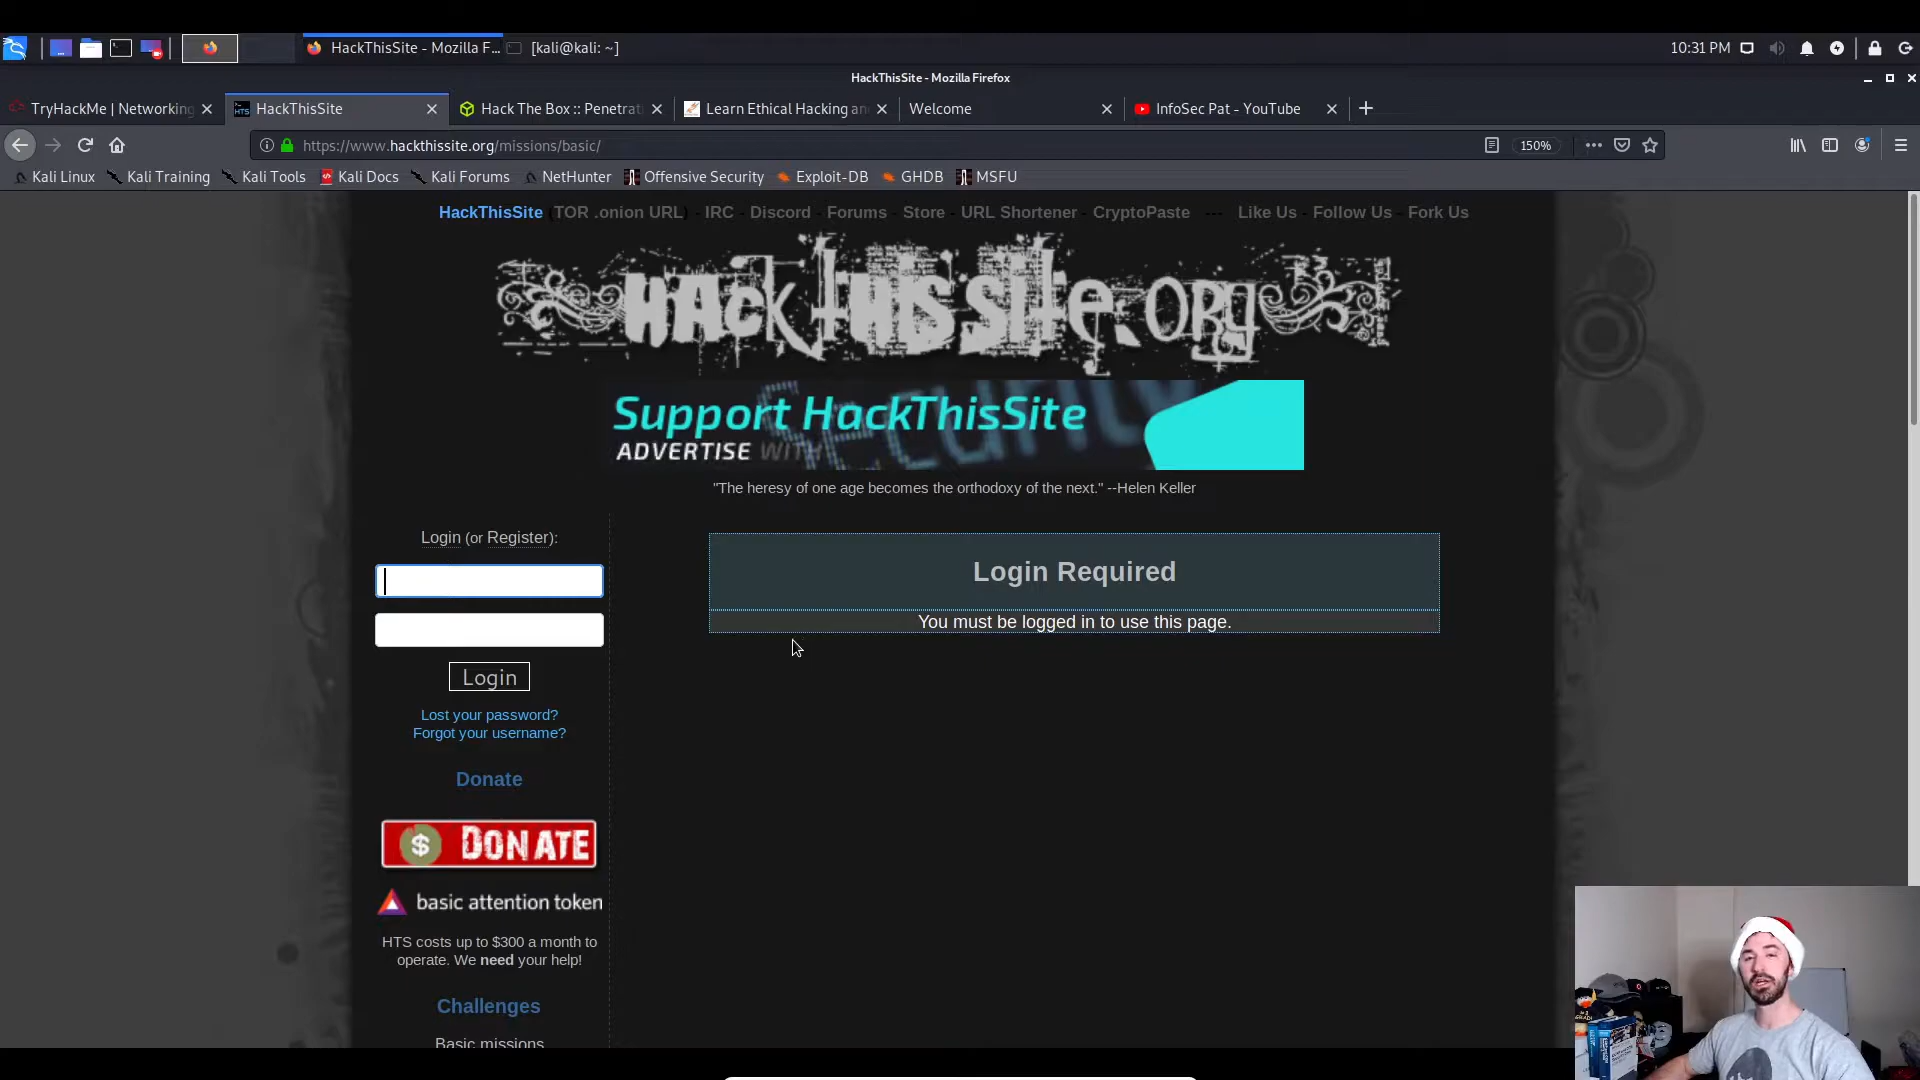 HackThisSite - Mozilla F...
[kali@kali: ~]
10:31 PM
HackThisSite - Mozilla Firefox
TryHackMe | Networking
HackThisSite
Hack The Box :: Penetrat
Learn Ethical Hacking an
Welcome
InfoSec Pat - YouTube
https://www.hackthissite.org/missions/basic/
150%
Kali Linux
Kali Training
Kali Tools
Kali Docs
Kali Forums
NetHunter
Offensive Security
Exploit-DB
GHDB
MSFU
HackThisSite (TOR .onion URL) - IRC - Discord - Forums - Store - URL Shortener - CryptoPaste --- Like Us - Follow Us - Fork Us
HAck tHIS SIte.ORG
Support HackThisSite
ADVERTISE WITH
Security
"The heresy of one age becomes the orthodoxy of the next." --Helen Keller
Login (or Register):
Login
Lost your password?
Forgot your username?
Donate
$ DONATE
basic attention token
HTS costs up to $300 a month to
operate. We need your help!
Challenges
Basic missions
Login Required
You must be logged in to use this page.